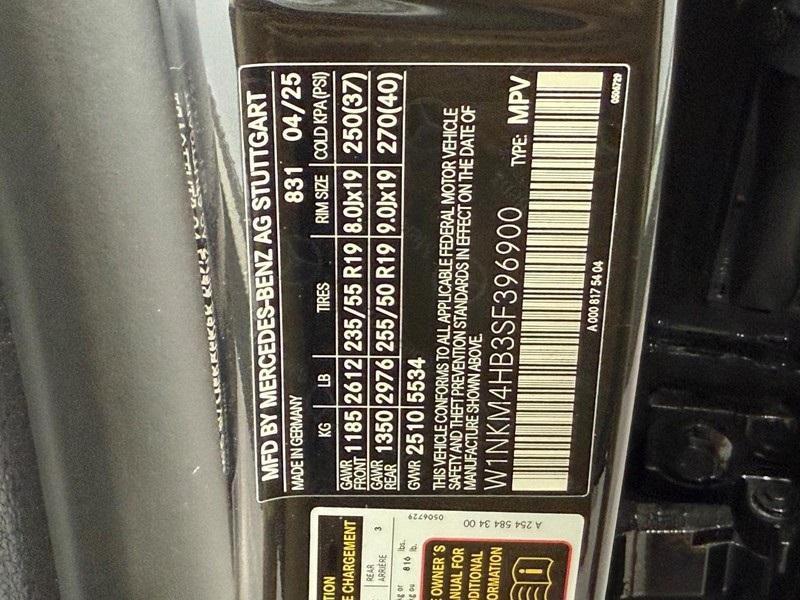 MFD BY MERCEDES-BENZ AG STUTTGART
MADE IN GERMANY 831 04/25
KG LB TIRES RIM SIZE COLD KPA(PSI)
GAWR FRONT 1185 2612 235/55 R19 8.0Jx19 250(37)
GAWR REAR 1350 2976 255/50 R19 9.0Jx19 270(40)
GVWR 2510 5534
THIS VEHICLE CONFORMS TO ALL APPLICABLE FEDERAL MOTOR VEHICLE
SAFETY AND THEFT PREVENTION STANDARDS IN EFFECT ON THE DATE OF
MANUFACTURE SHOWN ABOVE.
W1NKM4HB3SF396900 TYPE: MPV
A 000 817 54 04
0506729
A 254 584 34 00
0506729
E CHARGEMENT
REAR 3
ARRIÈRE
816 lbs.
lb.
OWNER'S
FOR